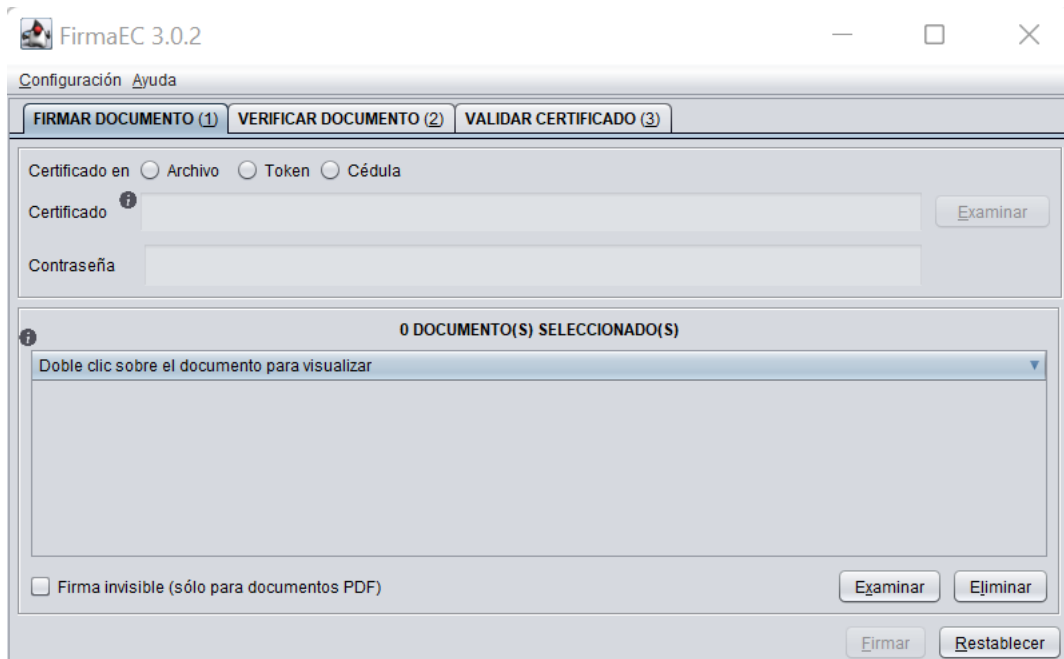 FirmaEC 3.0.2
Configuración Ayuda
FIRMAR DOCUMENTO (1) VERIFICAR DOCUMENTO (2) VALIDAR CERTIFICADO (3)
Certificado en Archivo Token Cédula
Certificado Examinar
Contraseña
0 DOCUMENTO(S) SELECCIONADO(S)
Doble clic sobre el documento para visualizar
Firma invisible (sólo para documentos PDF) Examinar Eliminar
Firmar Restablecer